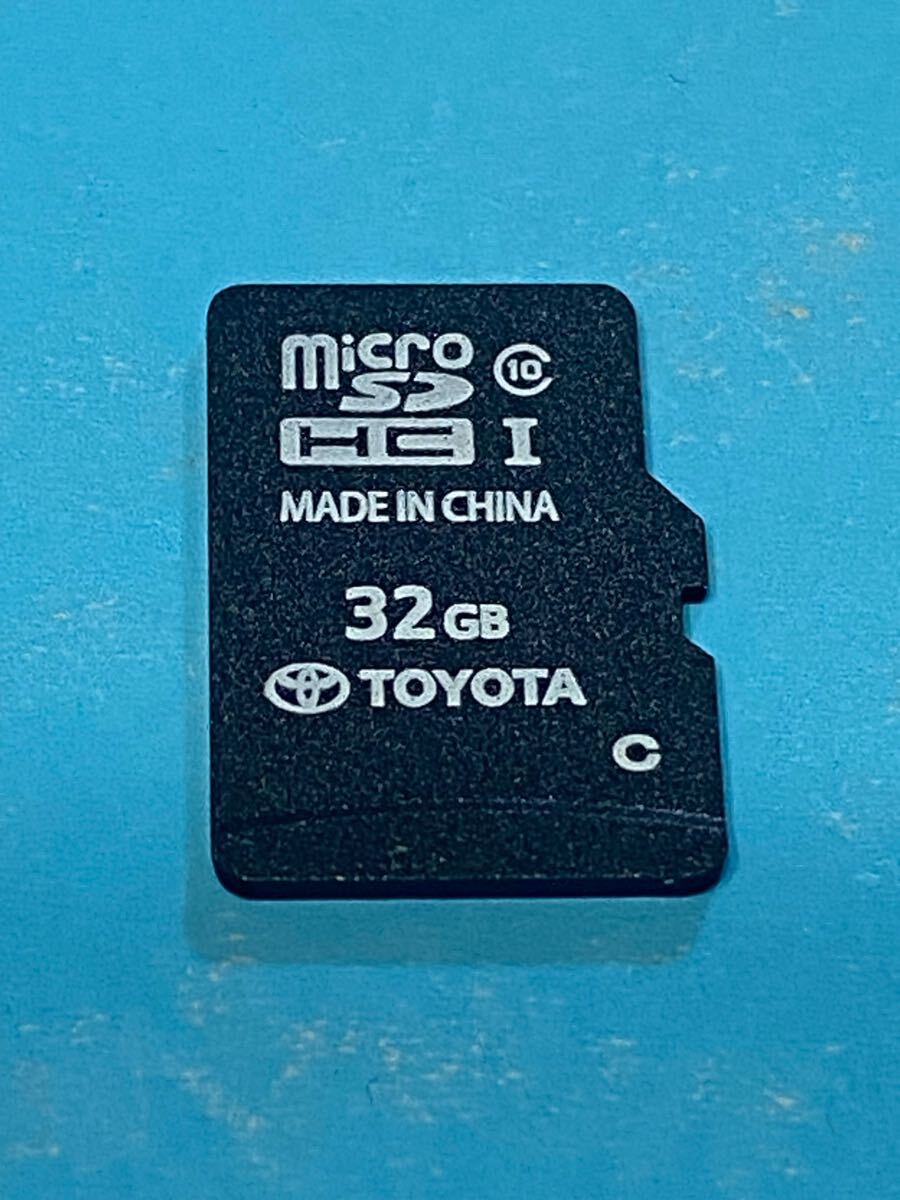 micro 10
SD
HC I
MADE IN CHINA
32GB
TOYOTA
C